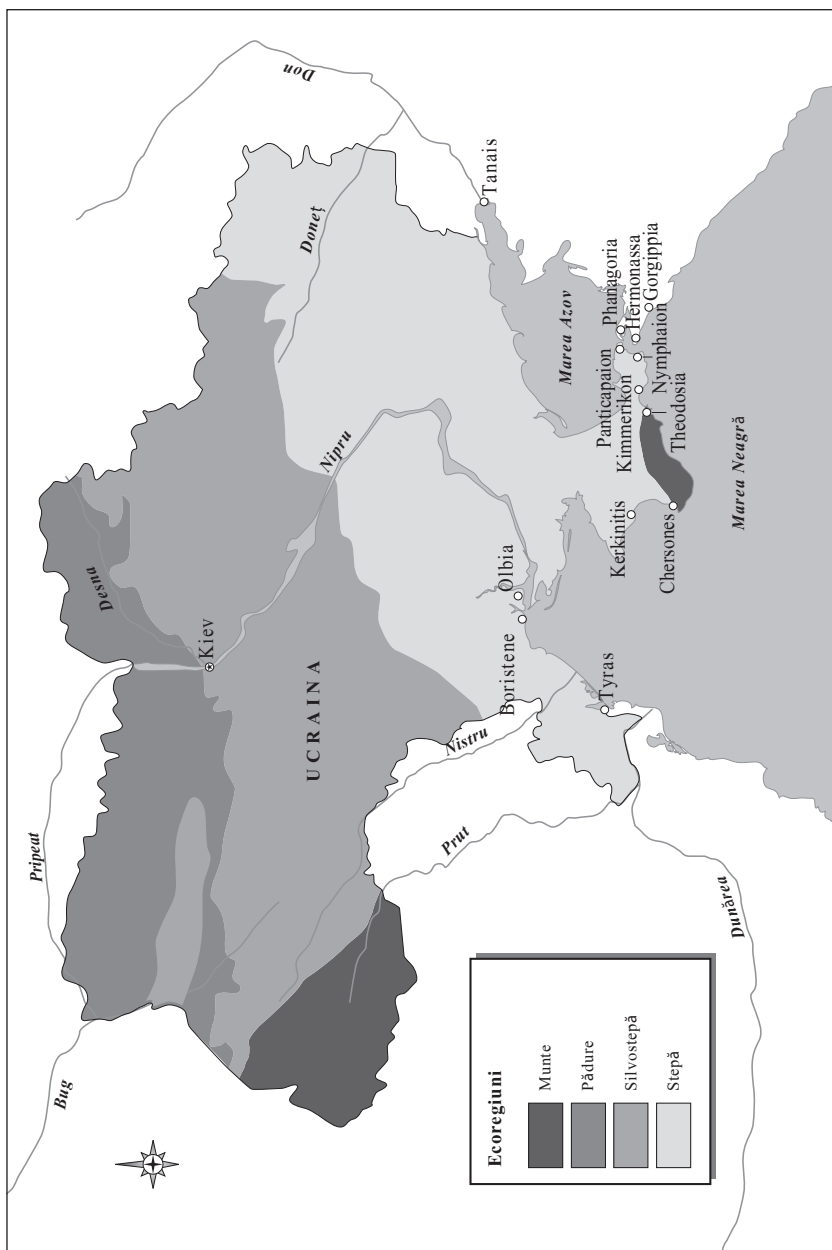 Bug
Pripeat
Desna
Don
Kiev
UCRAINA
Nipru
Doneț
Tanais
Nistru
Prut
Boristene
Olbia
Tyras
Marea Azov
Phanagoria
Hermonassa
Gorgippia
Panticapaion
Kimmerikon
Nymphaion
Theodosia
Kerkinitis
Chersones
Marea Neagră
Dunărea
Ecoregiuni
Munte
Pădure
Silvostepă
Stepă